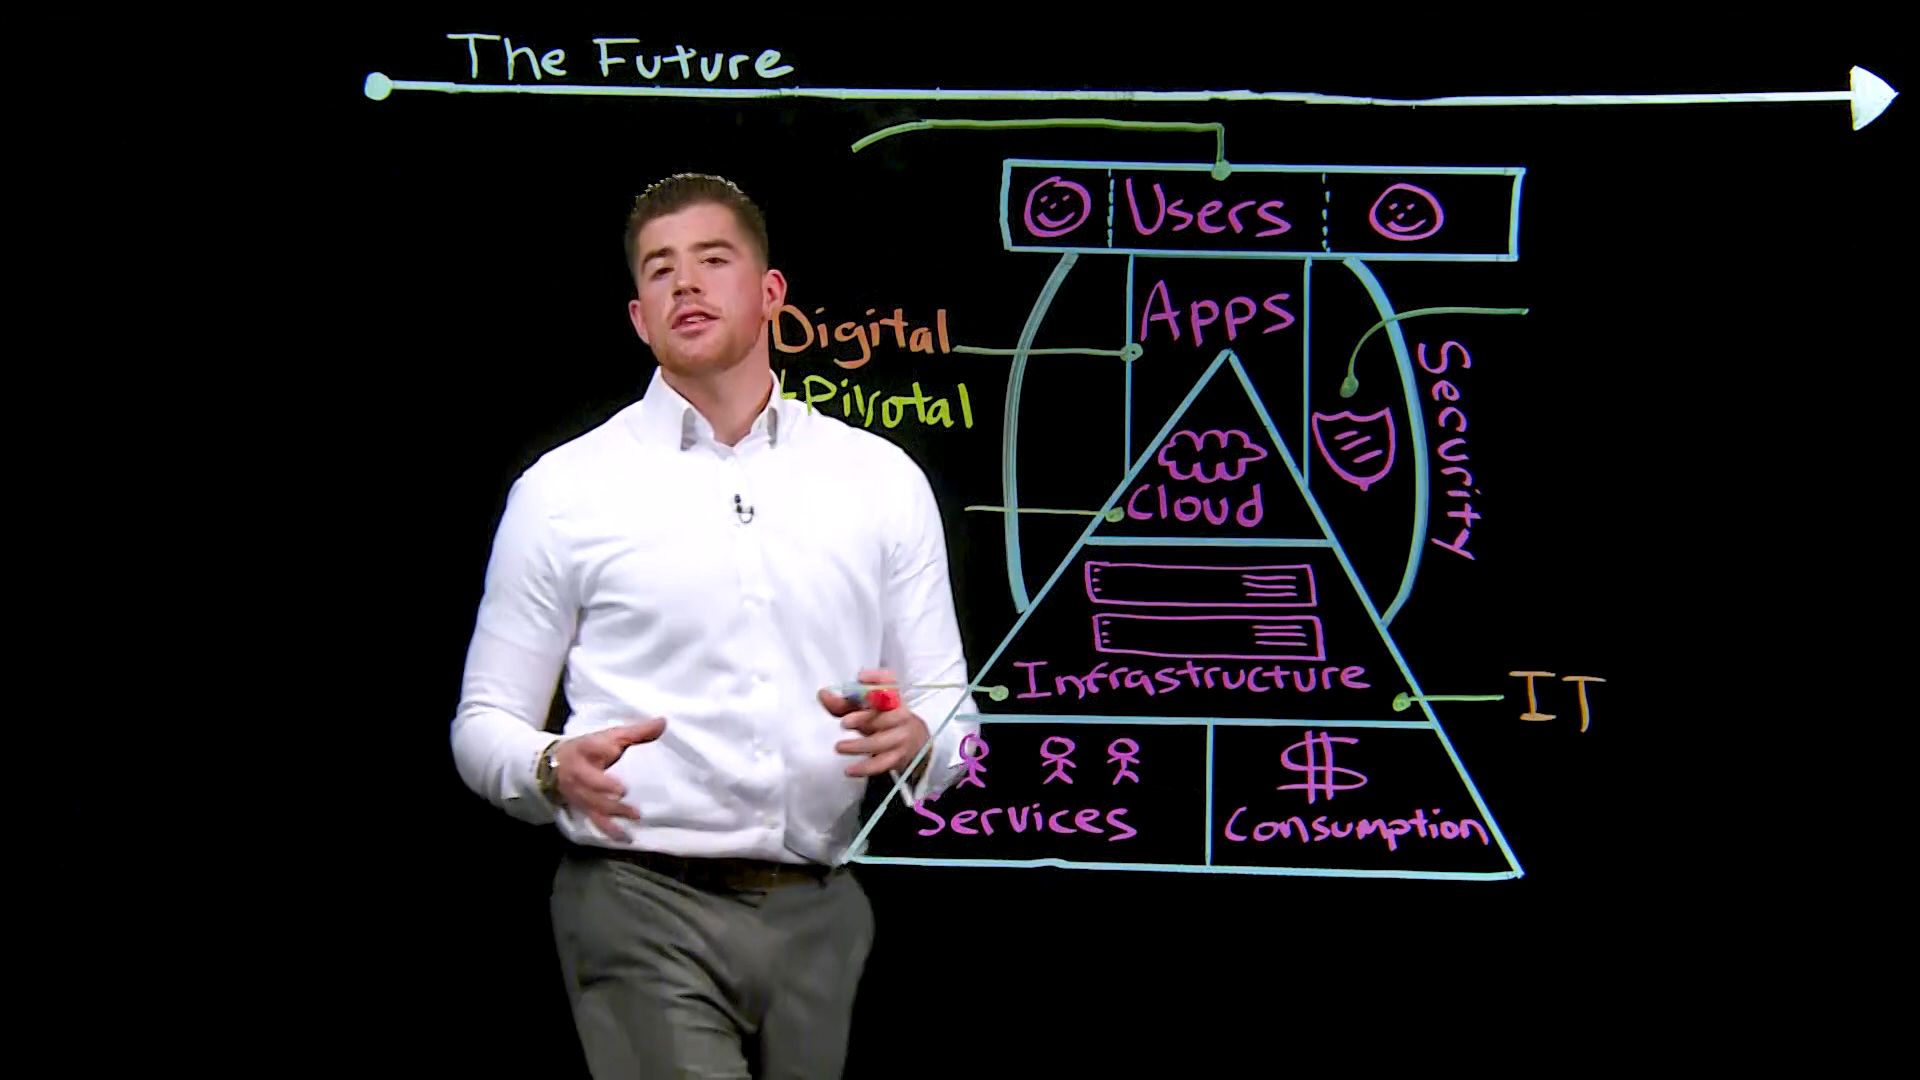 The Future
Users
Apps
Digital
+Pivotal
Security
Cloud
Infrastructure
IT
$
Services
Consumption